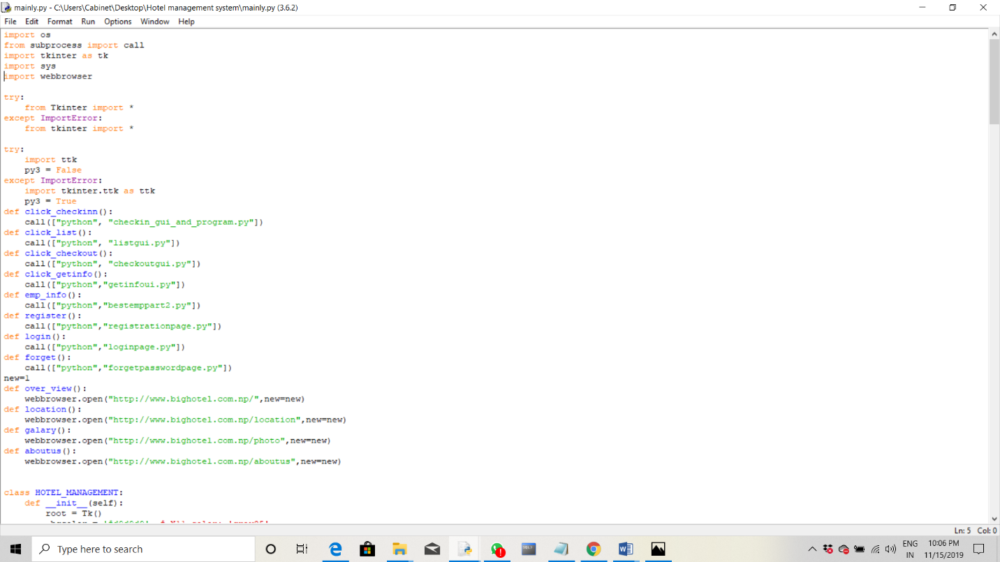 mainly.py - C:\Users\Cabinet\Desktop\Hotel management system\mainly.py (3.6.2)
File Edit Format Run Options Window Help
import os
from subprocess import call
import tkinter as tk
import sys
import webbrowser

try:
    from Tkinter import *
except ImportError:
    from tkinter import *

try:
    import ttk
    py3 = False
except ImportError:
    import tkinter.ttk as ttk
    py3 = True
def click_checkinn():
    call(["python", "checkin_gui_and_program.py"])
def click_list():
    call(["python", "listgui.py"])
def click_checkout():
    call(["python", "checkoutgui.py"])
def click_getinfo():
    call(["python","getinfoui.py"])
def emp_info():
    call(["python","bestemppart2.py"])
def register():
    call(["python","registrationpage.py"])
def login():
    call(["python","loginpage.py"])
def forget():
    call(["python","forgetpasswordpage.py"])
new=1
def over_view():
    webbrowser.open("http://www.bighotel.com.np/",new=new)
def location():
    webbrowser.open("http://www.bighotel.com.np/location",new=new)
def galary():
    webbrowser.open("http://www.bighotel.com.np/photo",new=new)
def aboutus():
    webbrowser.open("http://www.bighotel.com.np/aboutus",new=new)

class HOTEL_MANAGEMENT:
    def __init__(self):
        root = Tk()
Ln: 5 Col: 0
Type here to search
ENG
IN
10:06 PM
11/15/2019